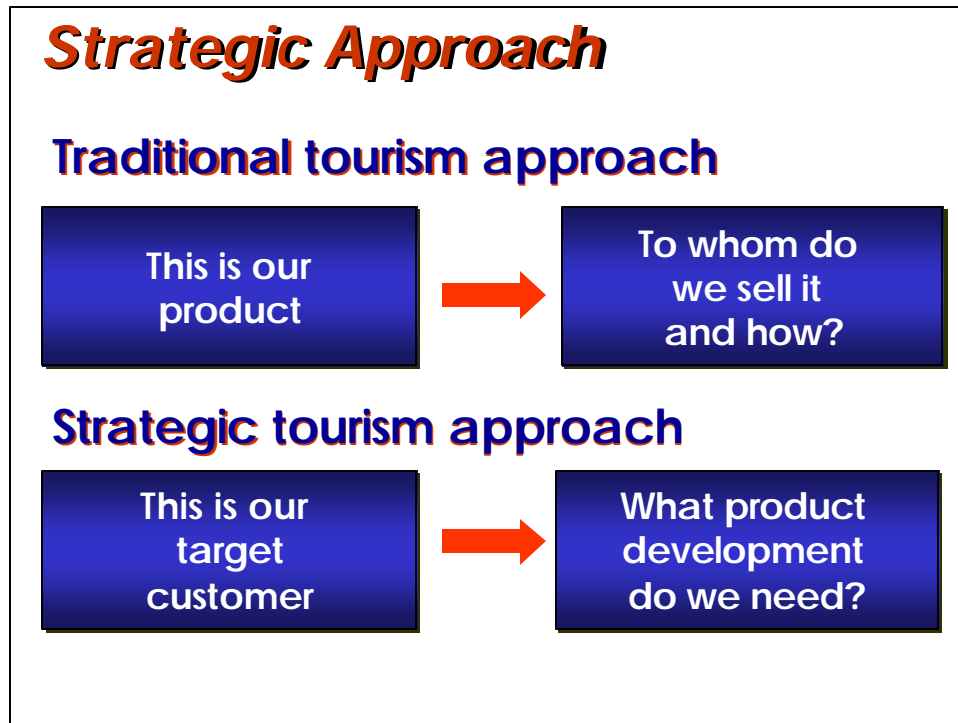 Strategic Approach
Traditional tourism approach
This is our
product
To whom do
we sell it
and how?
Strategic tourism approach
This is our
target
customer
What product
development
do we need?